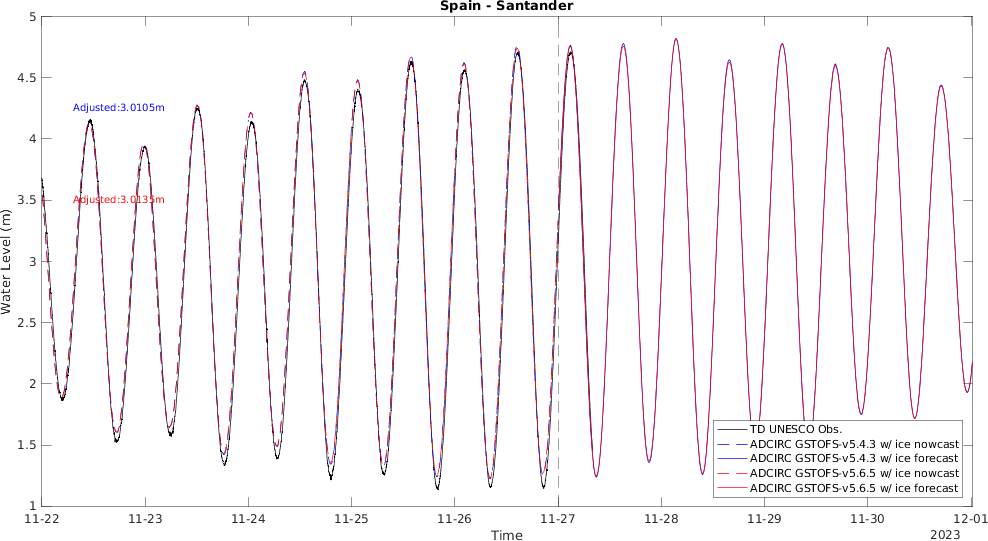 Spain - Santander
5
4.5
4
3.5
3
2.5
2
1.5
1
Water Level (m)
Adjusted:3.0105m
Adjusted:3.0135m
TD UNESCO Obs.
ADCIRC GSTOFS-v5.4.3 w/ ice nowcast
ADCIRC GSTOFS-v5.4.3 w/ ice forecast
ADCIRC GSTOFS-v5.6.5 w/ ice nowcast
ADCIRC GSTOFS-v5.6.5 w/ ice forecast
11-22 11-23 11-24 11-25 11-26 11-27 11-28 11-29 11-30 12-01
Time
2023